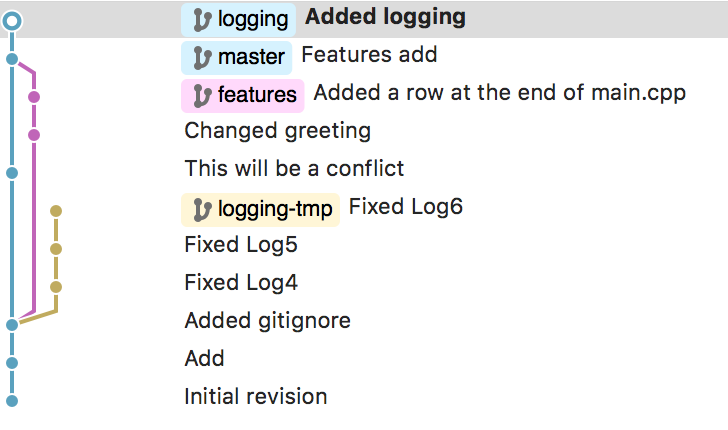 logging Added logging
master Features add
features Added a row at the end of main.cpp
Changed greeting
This will be a conflict
logging-tmp Fixed Log6
Fixed Log5
Fixed Log4
Added gitignore
Add
Initial revision